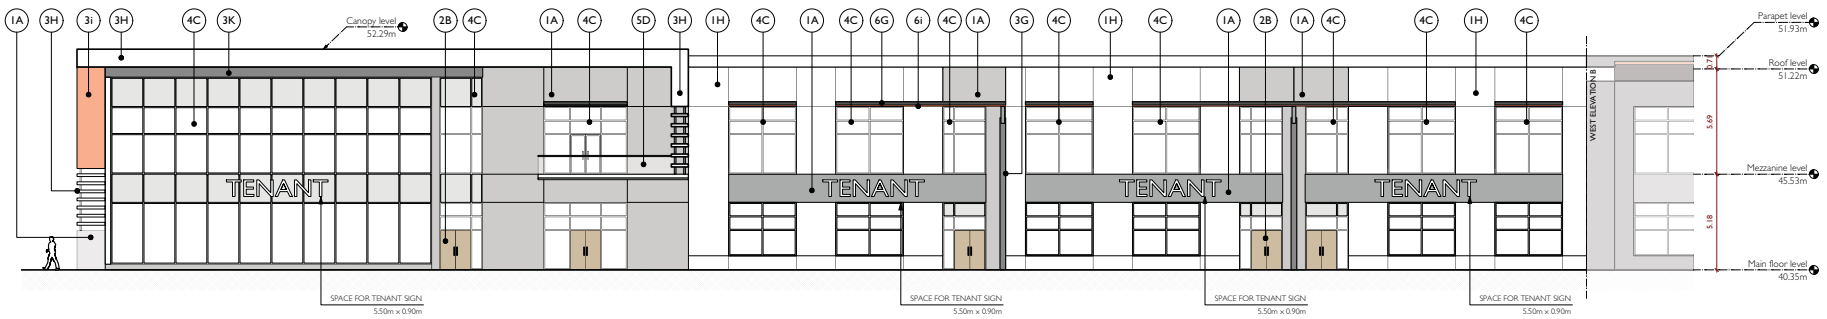 1A 3H 3i 3H 4C 3K 2B 4C 1A 4C 5D 3H 1H 4C 1A 4C 6G 6i 4C 1A 3G 4C 1H 4C 1A 2B 1A 4C 4C 1H 4C
Canopy level
52.29m
Parapet level
51.93m
Roof level
51.22m
0.71
WEST ELEVATION B
5.69
Mezzanine level
45.53m
TENANT TENANT TENANT TENANT
5.18
1A
Main floor level
40.35m
SPACE FOR TENANT SIGN
5.50m x 0.90m
SPACE FOR TENANT SIGN
5.50m x 0.90m
SPACE FOR TENANT SIGN
5.50m x 0.90m
SPACE FOR TENANT SIGN
5.50m x 0.90m